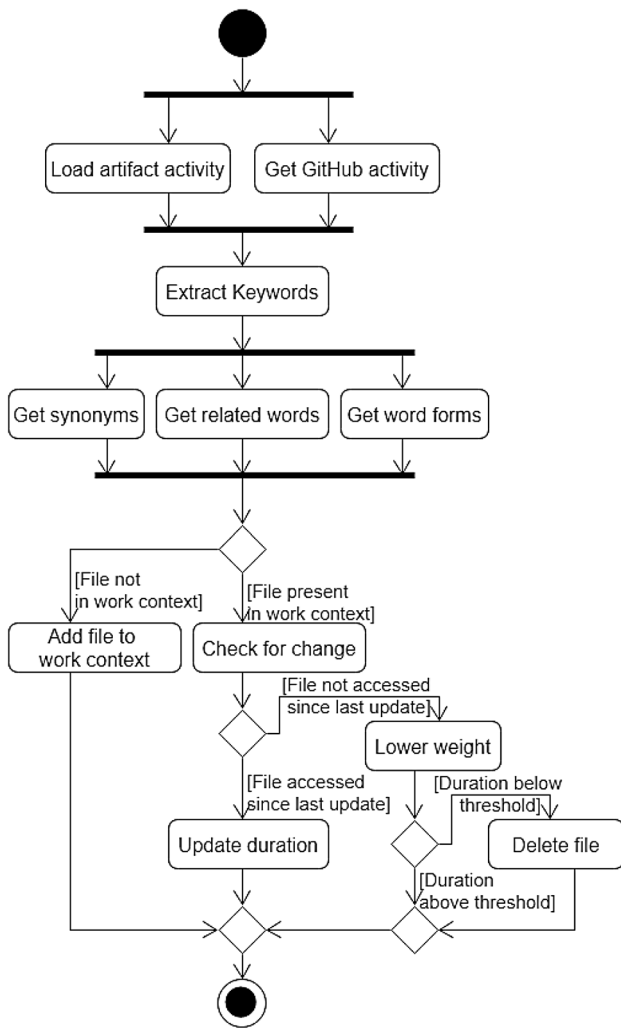 Load artifact activity
Get GitHub activity
Extract Keywords
Get synonyms
Get related words
Get word forms
[File not
in work context]
[File present
in work context]
Add file to
work context
Check for change
[File not accessed
since last update]
Lower weight
[File accessed
since last update]
[Duration below
threshold]
Update duration
Delete file
[Duration
above threshold]